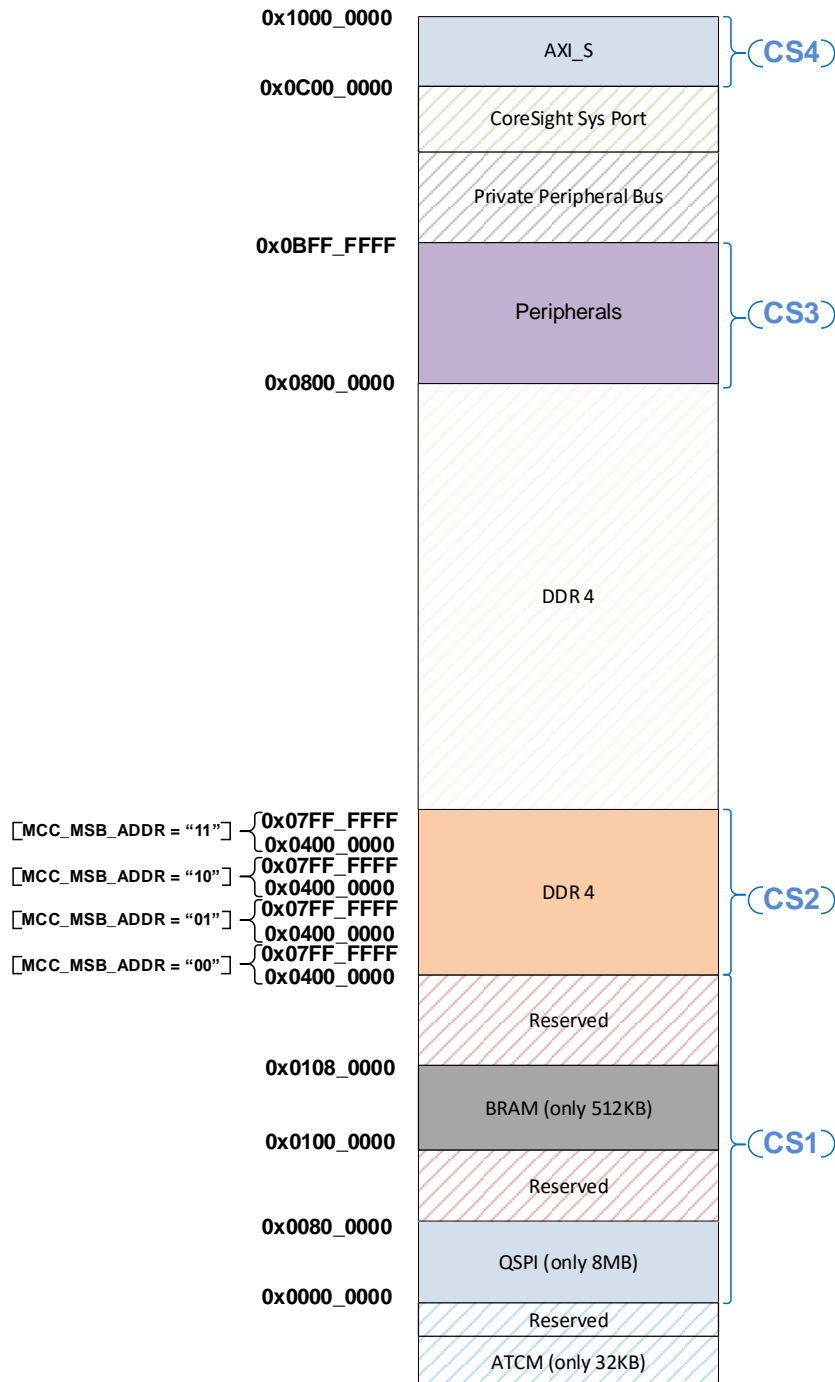 0x1000_0000
AXI_S
CS4
0x0C00_0000
CoreSight Sys Port
Private Peripheral Bus
0x0BFF_FFFF
Peripherals
CS3
0x0800_0000
DDR 4
[MCC_MSB_ADDR = “11”]
0x07FF_FFFF
0x0400_0000
[MCC_MSB_ADDR = “10”]
0x07FF_FFFF
0x0400_0000
[MCC_MSB_ADDR = “01”]
0x07FF_FFFF
0x0400_0000
[MCC_MSB_ADDR = “00”]
0x07FF_FFFF
0x0400_0000
DDR 4
CS2
Reserved
0x0108_0000
BRAM (only 512KB)
0x0100_0000
CS1
Reserved
0x0080_0000
QSPI (only 8MB)
0x0000_0000
Reserved
ATCM (only 32KB)